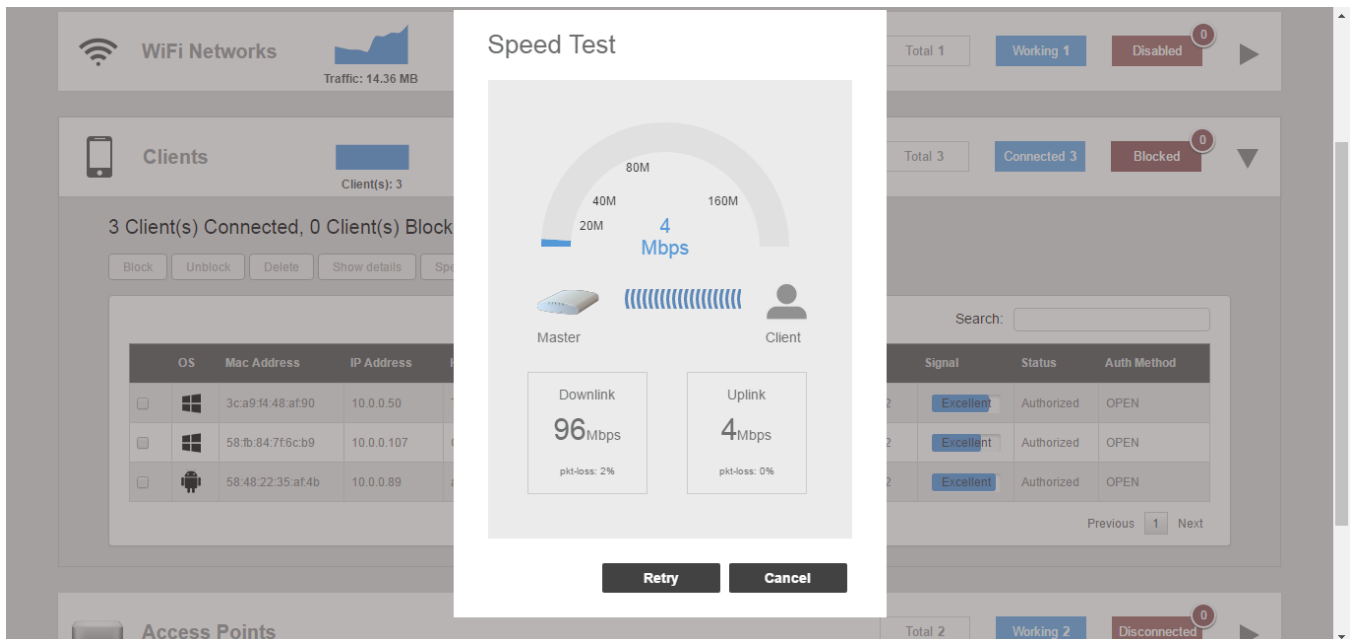 WiFi Networks
Traffic: 14.36 MB
Total 1
Working 1
Disabled
0
Clients
Client(s): 3
Total 3
Connected 3
Blocked
0
3 Client(s) Connected, 0 Client(s) Block
Block
Unblock
Delete
Show details
Spe
Search:
OS Mac Address IP Address Signal Status Auth Method
3c:a9:f4:48:af:90 10.0.0.50 2 Excellent Authorized OPEN
58:fb:84:7f:6c:b9 10.0.0.107 2 Excellent Authorized OPEN
58:48:22:35:af:4b 10.0.0.89 2 Excellent Authorized OPEN
Previous 1 Next
Access Points
Total 2
Working 2
Disconnected
0
Speed Test
80M
40M
160M
20M
4
Mbps
Master
Client
Downlink
96Mbps
pkt-loss: 2%
Uplink
4Mbps
pkt-loss: 0%
Retry
Cancel